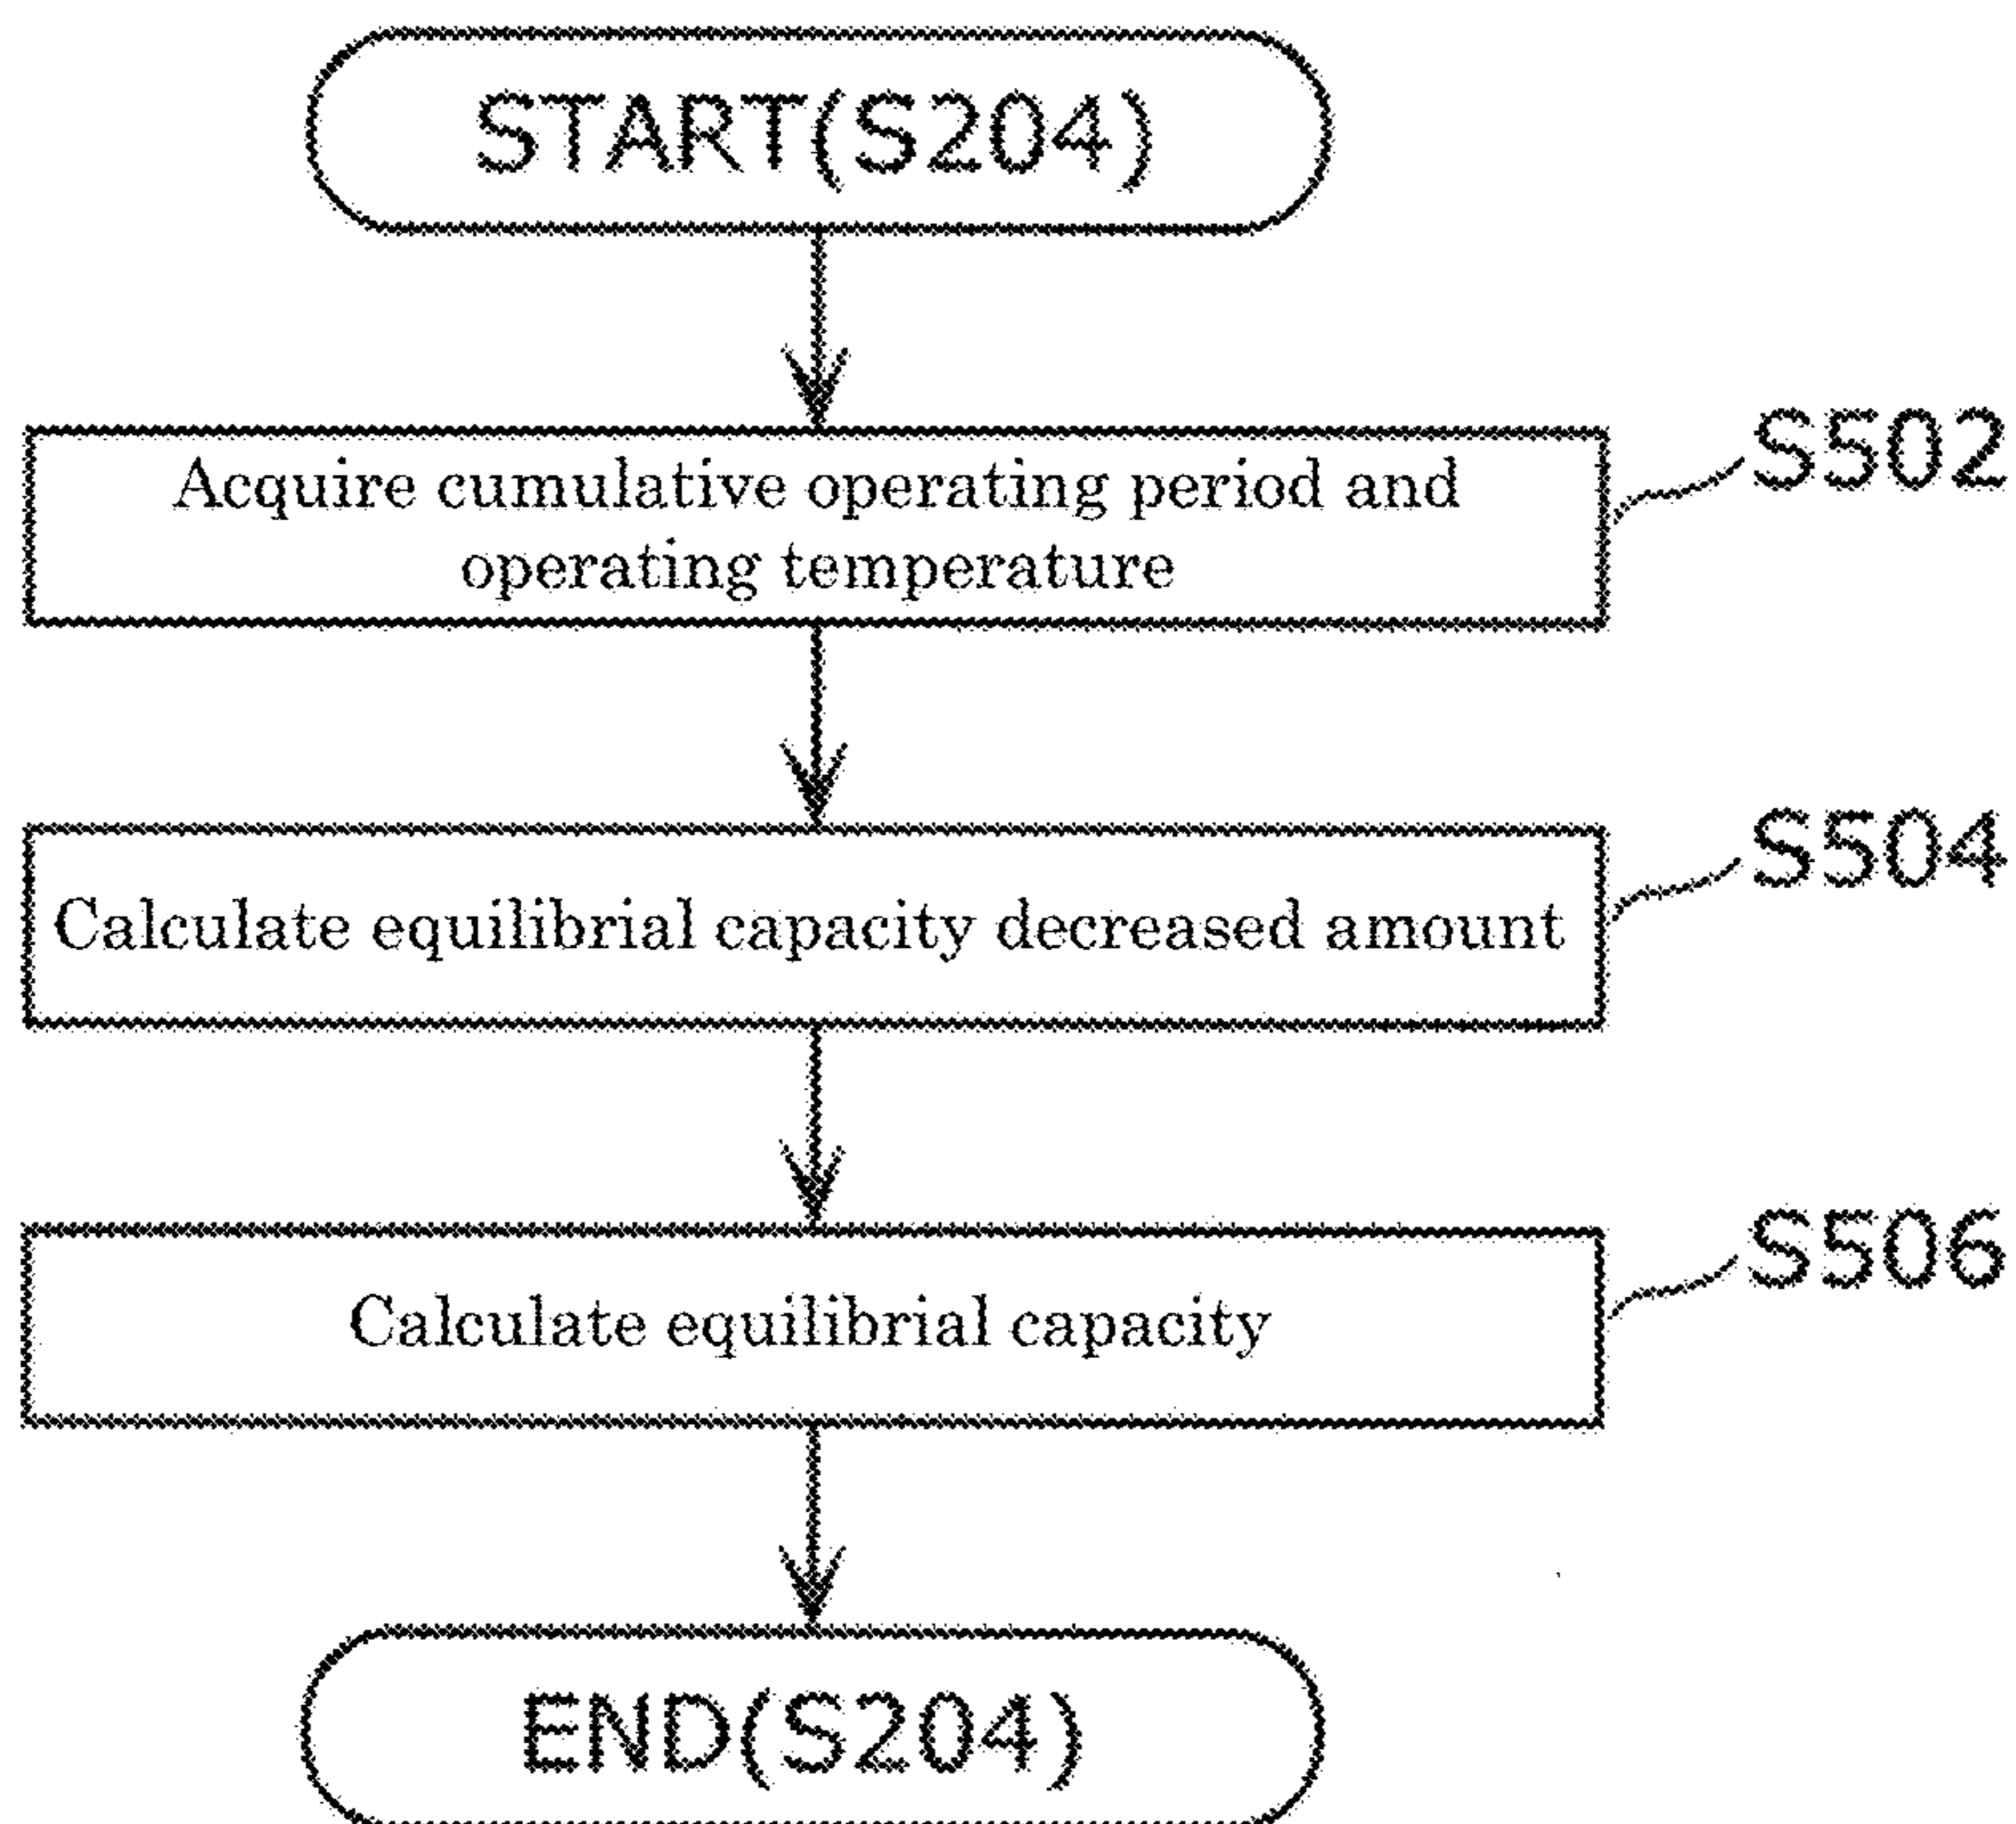 START(S204)
S502
Acquire cumulative operating period and
operating temperature
S504
Calculate equilibrial capacity decreased amount
S506
Calculate equilibrial capacity
END(S204)